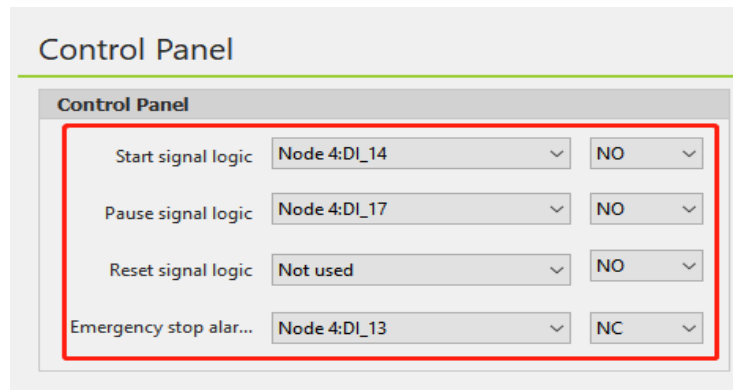 Control Panel
Control Panel
Start signal logic Node 4:DI_14 NO
Pause signal logic Node 4:DI_17 NO
Reset signal logic Not used NO
Emergency stop alar... Node 4:DI_13 NC